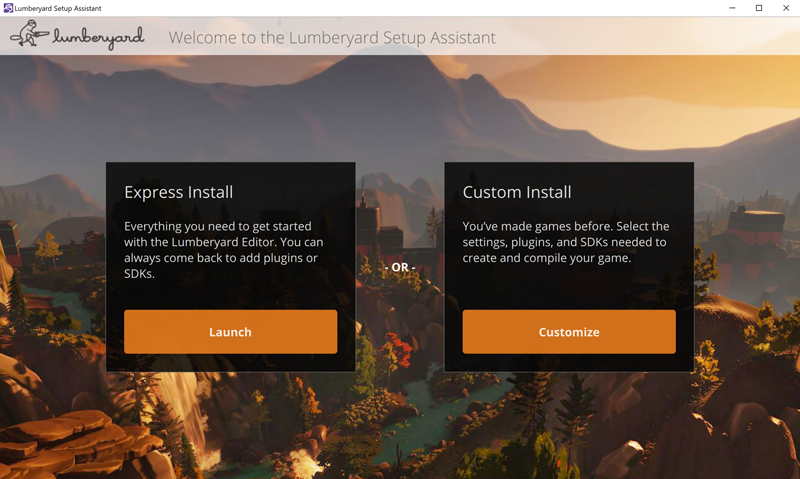 Lumberyard Setup Assistant
lumberyard
Welcome to the Lumberyard Setup Assistant
Express Install
Everything you need to get started
with the Lumberyard Editor. You can
always come back to add plugins or
SDKs.
Launch
- OR -
Custom Install
You've made games before. Select the
settings, plugins, and SDKs needed to
create and compile your game.
Customize